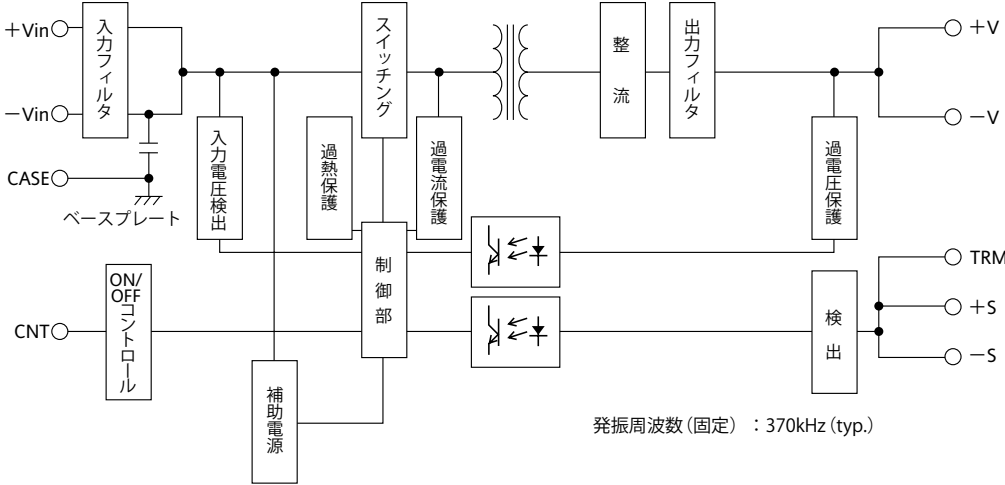 +Vin
−Vin
CASE
ベースプレート
CNT
入力フィルタ
ON/
OFF
コントロール
入力電圧検出
補助電源
過熱保護
スイッチング
制御部
過電流保護
整流
出力フィルタ
過電圧保護
検出
+V
−V
TRM
+S
−S
発振周波数(固定):370kHz(typ.)